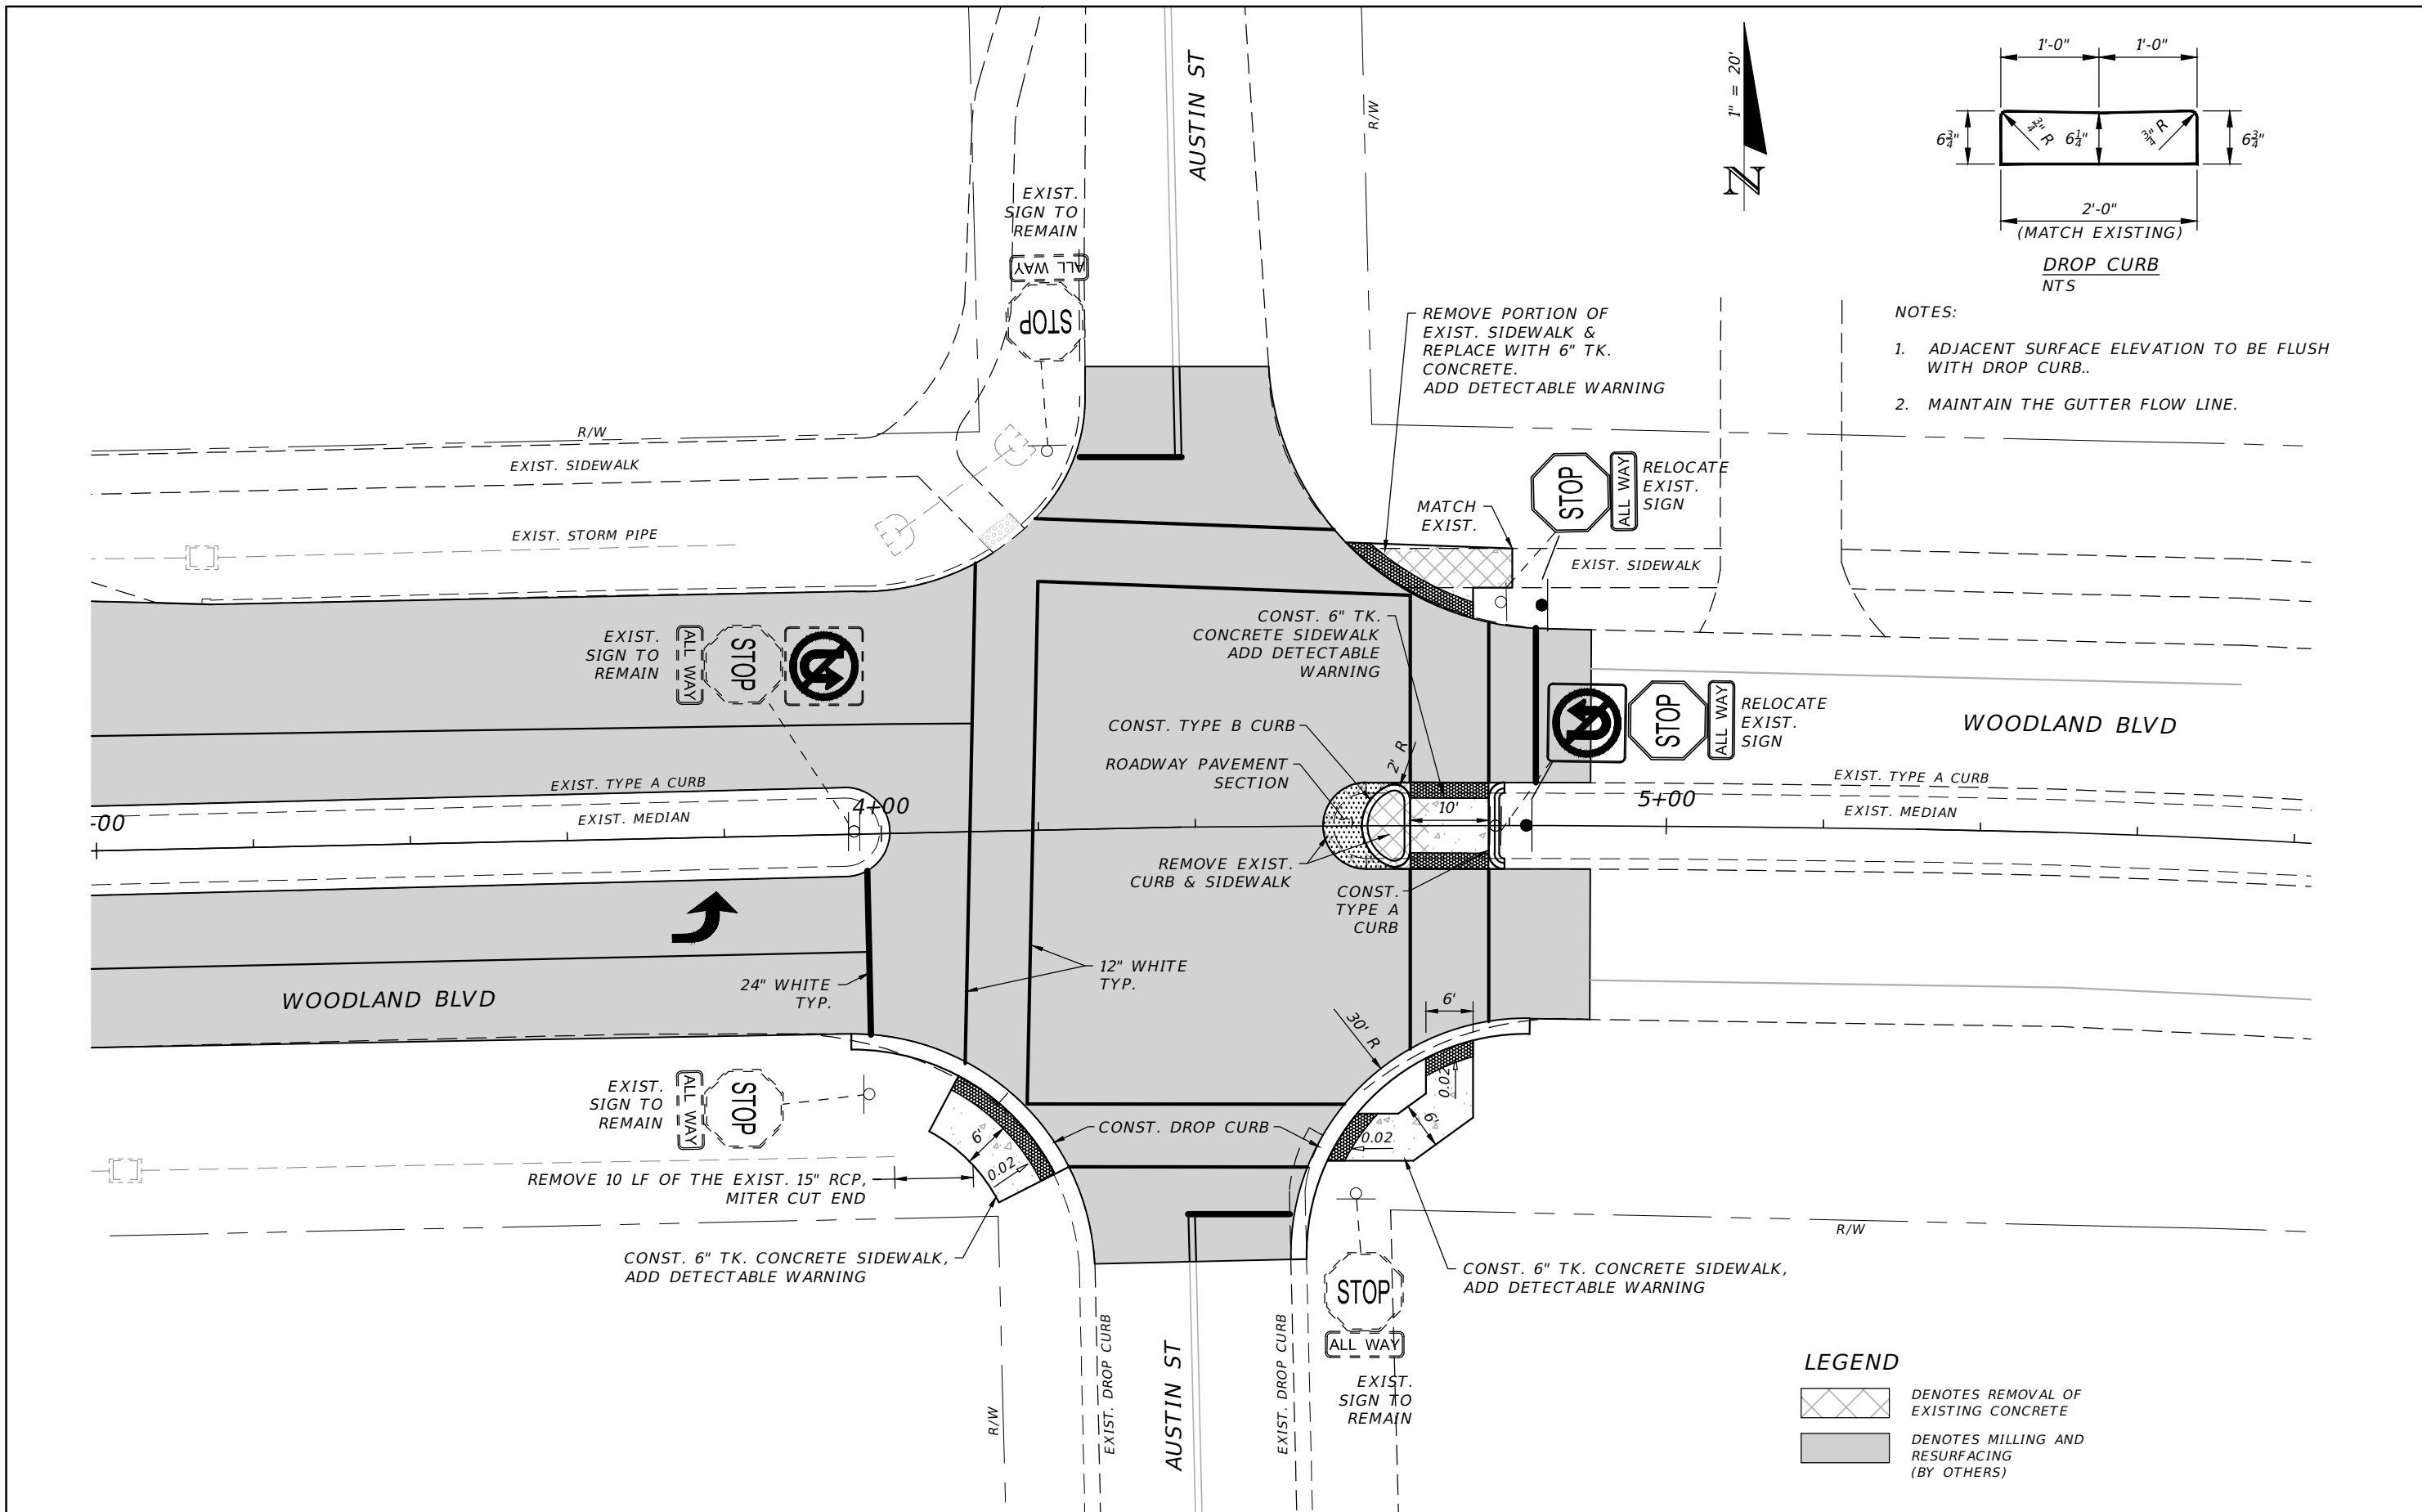 AUSTIN ST
R/W
1" = 20'
N
1'-0"
1'-0"
6¾"
¾" R
6¼"
¾" R
6¾"
2'-0"
(MATCH EXISTING)
DROP CURB
NTS
NOTES:
1. ADJACENT SURFACE ELEVATION TO BE FLUSH
WITH DROP CURB..
2. MAINTAIN THE GUTTER FLOW LINE.
EXIST.
SIGN TO
REMAIN
ALL WAY
STOP
REMOVE PORTION OF
EXIST. SIDEWALK &
REPLACE WITH 6" TK.
CONCRETE.
ADD DETECTABLE WARNING
R/W
EXIST. SIDEWALK
EXIST. STORM PIPE
D
G
MATCH
EXIST.
STOP
ALL WAY
RELOCATE
EXIST.
SIGN
EXIST. SIDEWALK
EXIST.
SIGN TO
REMAIN
ALL WAY
STOP
CONST. 6" TK.
CONCRETE SIDEWALK
ADD DETECTABLE
WARNING
STOP
ALL WAY
RELOCATE
EXIST.
SIGN
WOODLAND BLVD
CONST. TYPE B CURB
ROADWAY PAVEMENT
SECTION
2' R
10'
EXIST. TYPE A CURB
EXIST. MEDIAN
-00
4+00
5+00
EXIST. TYPE A CURB
EXIST. MEDIAN
REMOVE EXIST.
CURB & SIDEWALK
CONST.
TYPE A
CURB
WOODLAND BLVD
24" WHITE
TYP.
12" WHITE
TYP.
6'
30' R
0.02
6'
0.02
EXIST.
SIGN TO
REMAIN
ALL WAY
STOP
CONST. DROP CURB
6'
0.02
REMOVE 10 LF OF THE EXIST. 15" RCP,
MITER CUT END
CONST. 6" TK. CONCRETE SIDEWALK,
ADD DETECTABLE WARNING
R/W
CONST. 6" TK. CONCRETE SIDEWALK,
ADD DETECTABLE WARNING
STOP
ALL WAY
EXIST.
SIGN TO
REMAIN
R/W
EXIST. DROP CURB
AUSTIN ST
EXIST. DROP CURB
LEGEND
DENOTES REMOVAL OF
EXISTING CONCRETE
DENOTES MILLING AND
RESURFACING
(BY OTHERS)